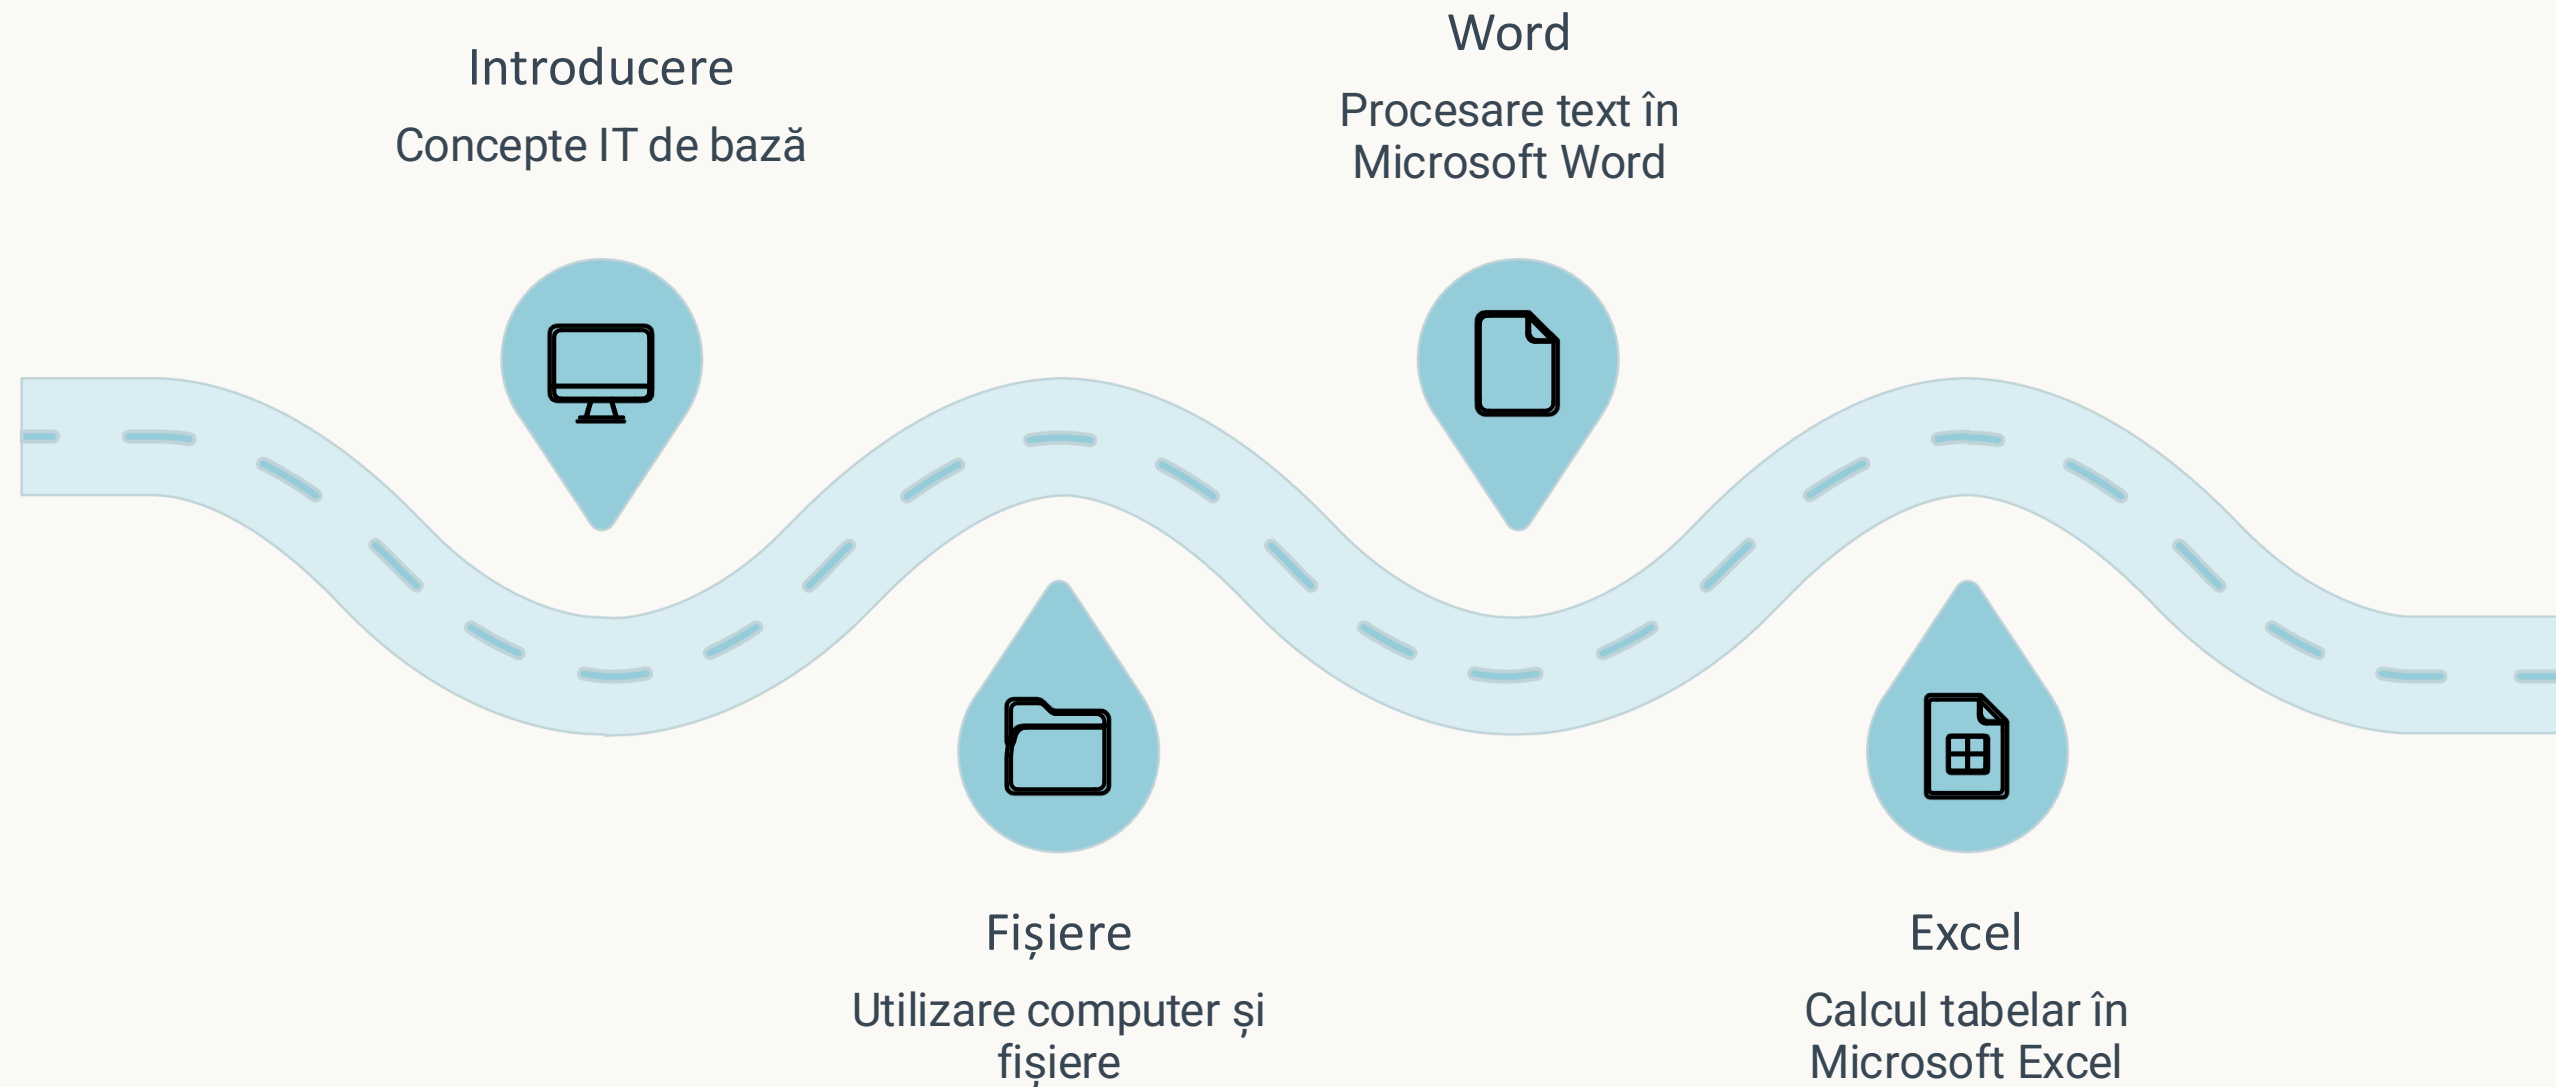 Introducere
Concepte IT de bază
Word
Procesare text în
Microsoft Word
Fișiere
Utilizare computer și
fișiere
Excel
Calcul tabelar în
Microsoft Excel